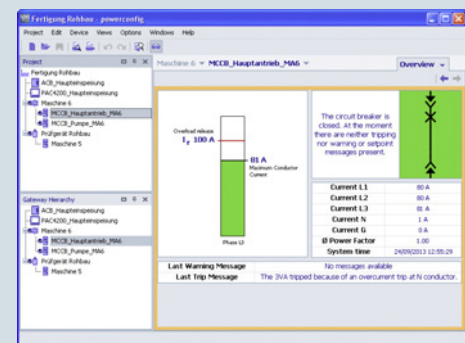 Fertigung Rohbau - powerconfig
Project Edit Device Views Options Windows Help
Project
Fertigung Rohbau
ACB_Haupteinspeisung
PAC4200_Haupteinspeisung
Maschine 6
MCCB_Hauptantrieb_MA6
MCCB_Pumpe_MA6
Prüfgerät Rohbau
Maschine 5
Gateway Hierarchy
ACB_Haupteinspeisung
PAC4200_Haupteinspeisung
Maschine 6
MCCB_Hauptantrieb_MA6
MCCB_Pumpe_MA6
Prüfgerät Rohbau
Maschine 5
Maschine 6 MCCB_Hauptantrieb_MA6
Overview
Overload release
Ir 100 A
81 A
Maximum Conductor
Current
Phase L3
The circuit breaker is
closed. At the moment
there are neither tripping
nor warning or setpoint
messages present.
Current L1 80 A
Current L2 80 A
Current L3 81 A
Current N 1 A
Current G 0 A
Ø Power Factor 1.00
System time 24/09/2013 12:55:29
Last Warning Message No messages available
Last Trip Message The 3VA tripped because of an overcurrent trip at N conductor.